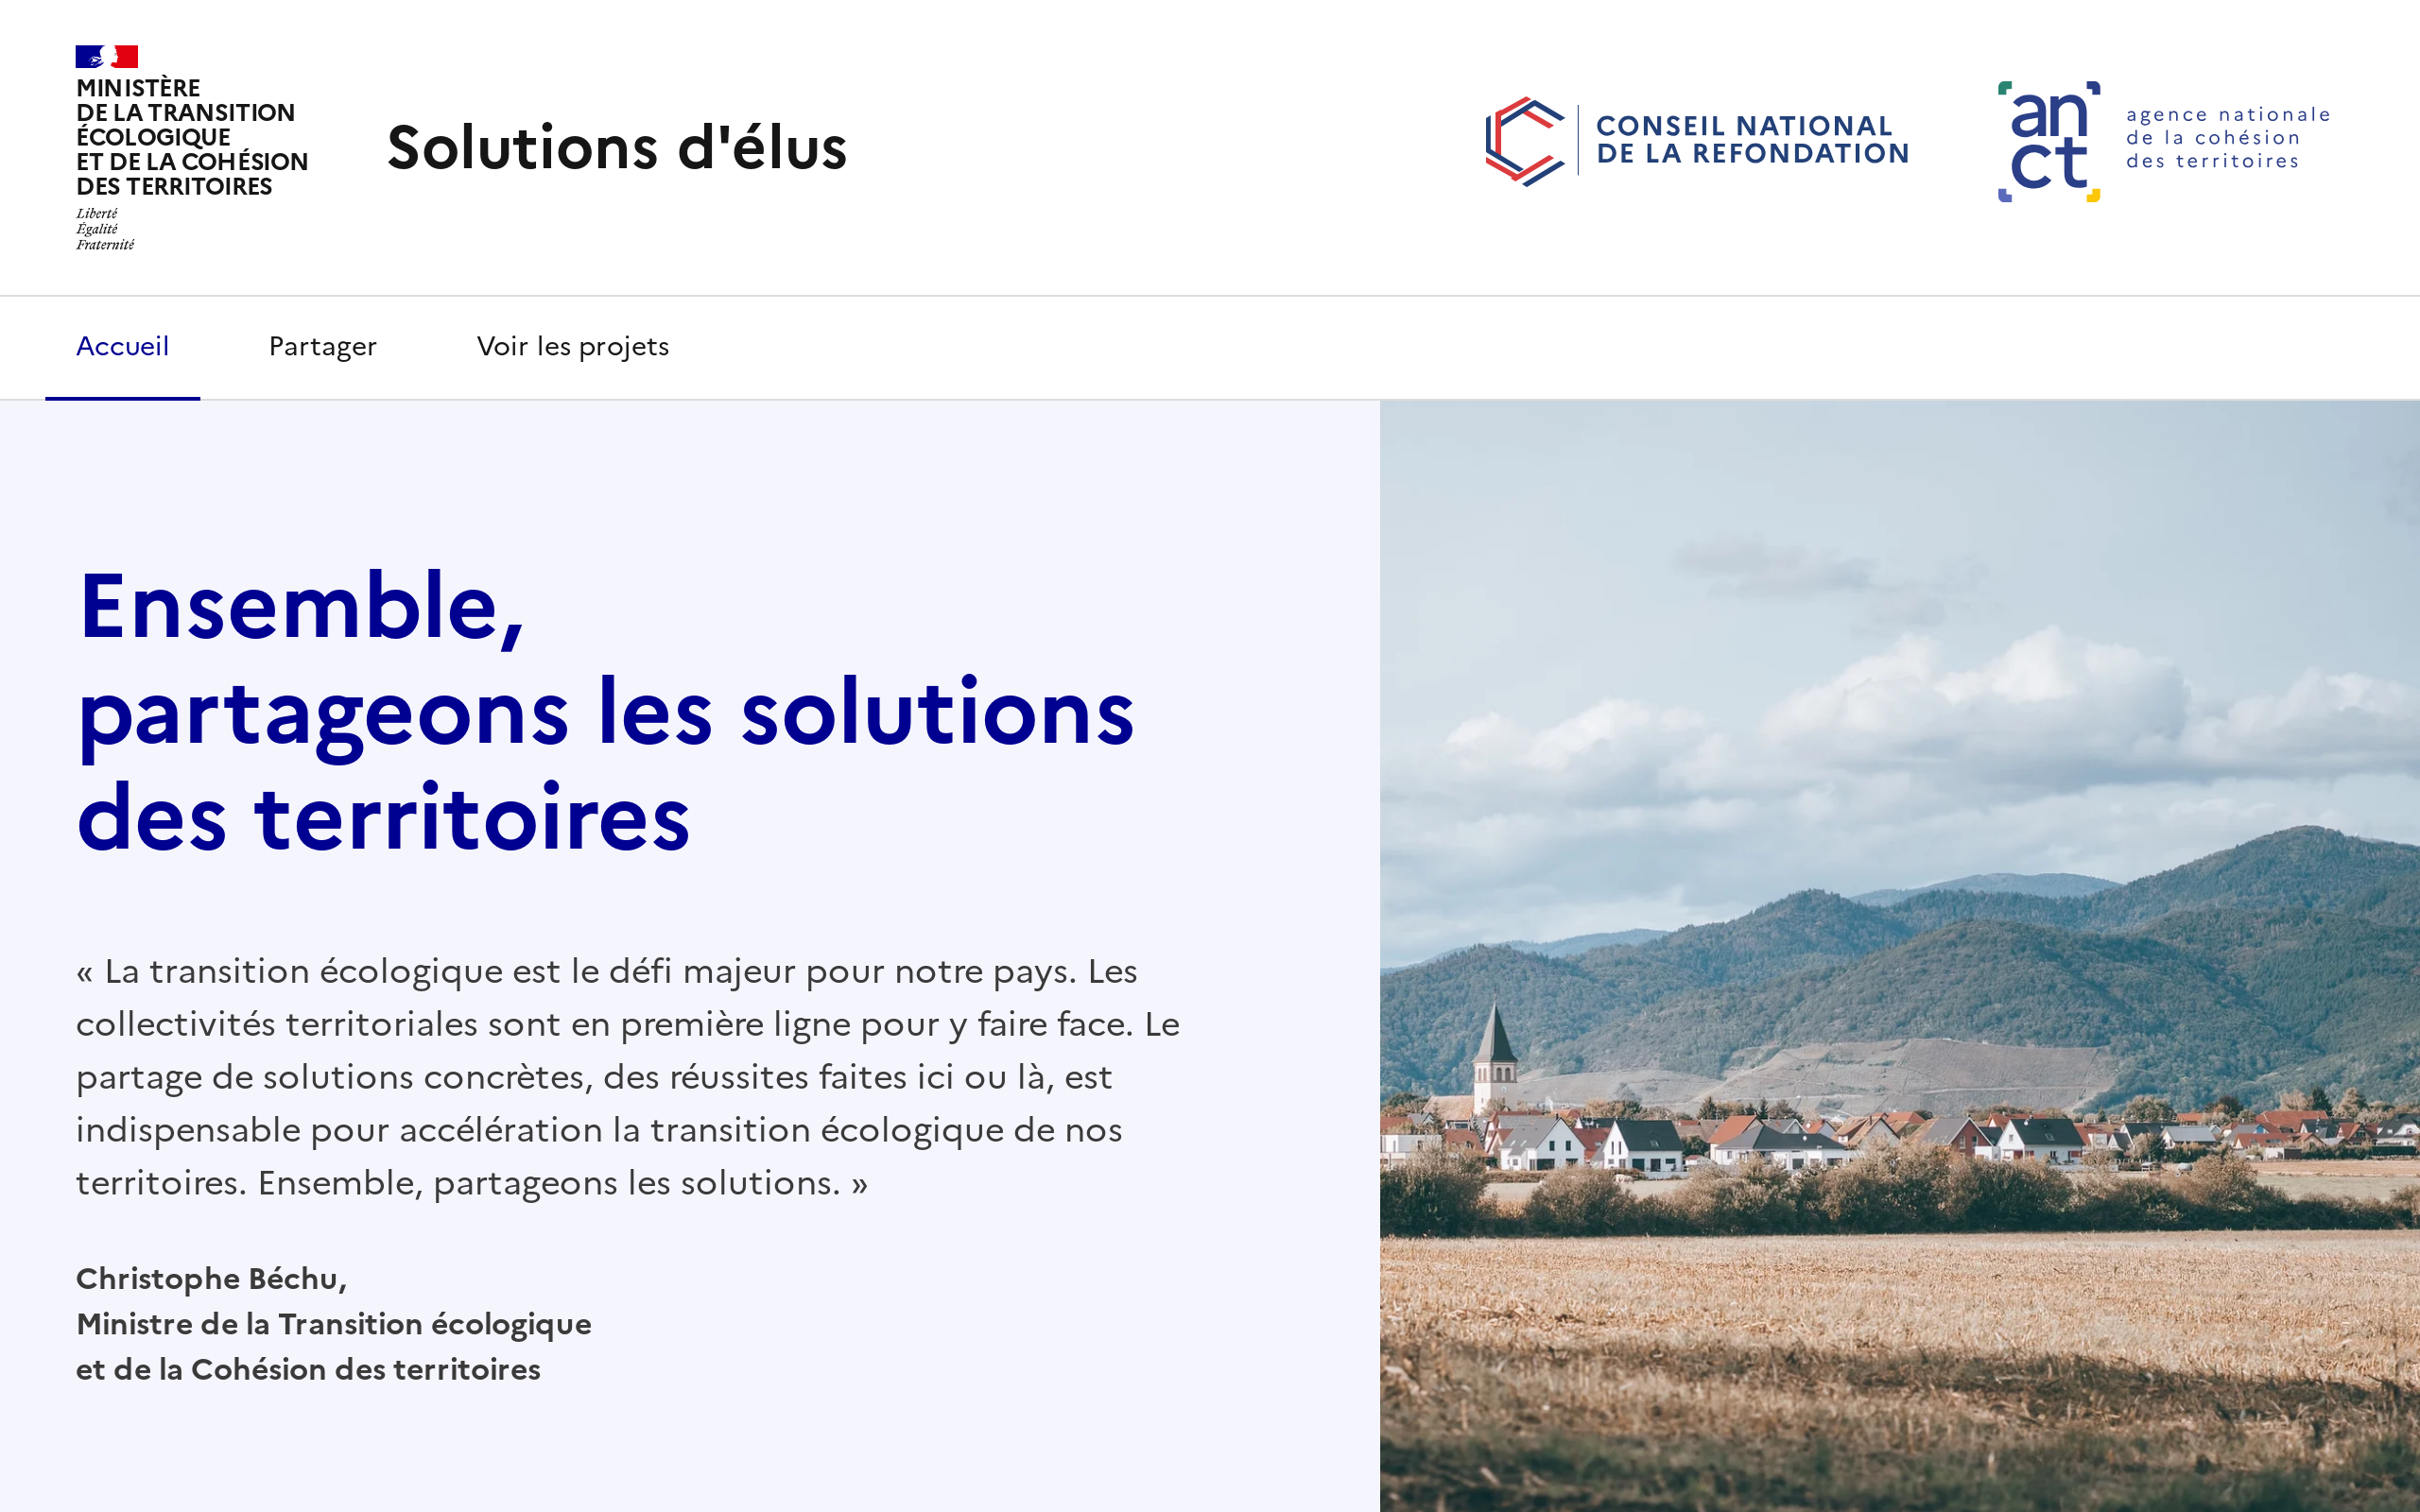 MINISTÈRE
DE LA TRANSITION
ÉCOLOGIQUE
ET DE LA COHÉSION
DES TERRITOIRES
Liberté
Égalité
Fraternité
Solutions d'élus
CONSEIL NATIONAL
DE LA REFONDATION
an
ct
agence nationale
de la cohésion
des territoires
Accueil
Partager
Voir les projets
Ensemble,
partageons les solutions
des territoires
« La transition écologique est le défi majeur pour notre pays. Les
collectivités territoriales sont en première ligne pour y faire face. Le
partage de solutions concrètes, des réussites faites ici ou là, est
indispensable pour accélération la transition écologique de nos
territoires. Ensemble, partageons les solutions. »
Christophe Béchu,
Ministre de la Transition écologique
et de la Cohésion des territoires